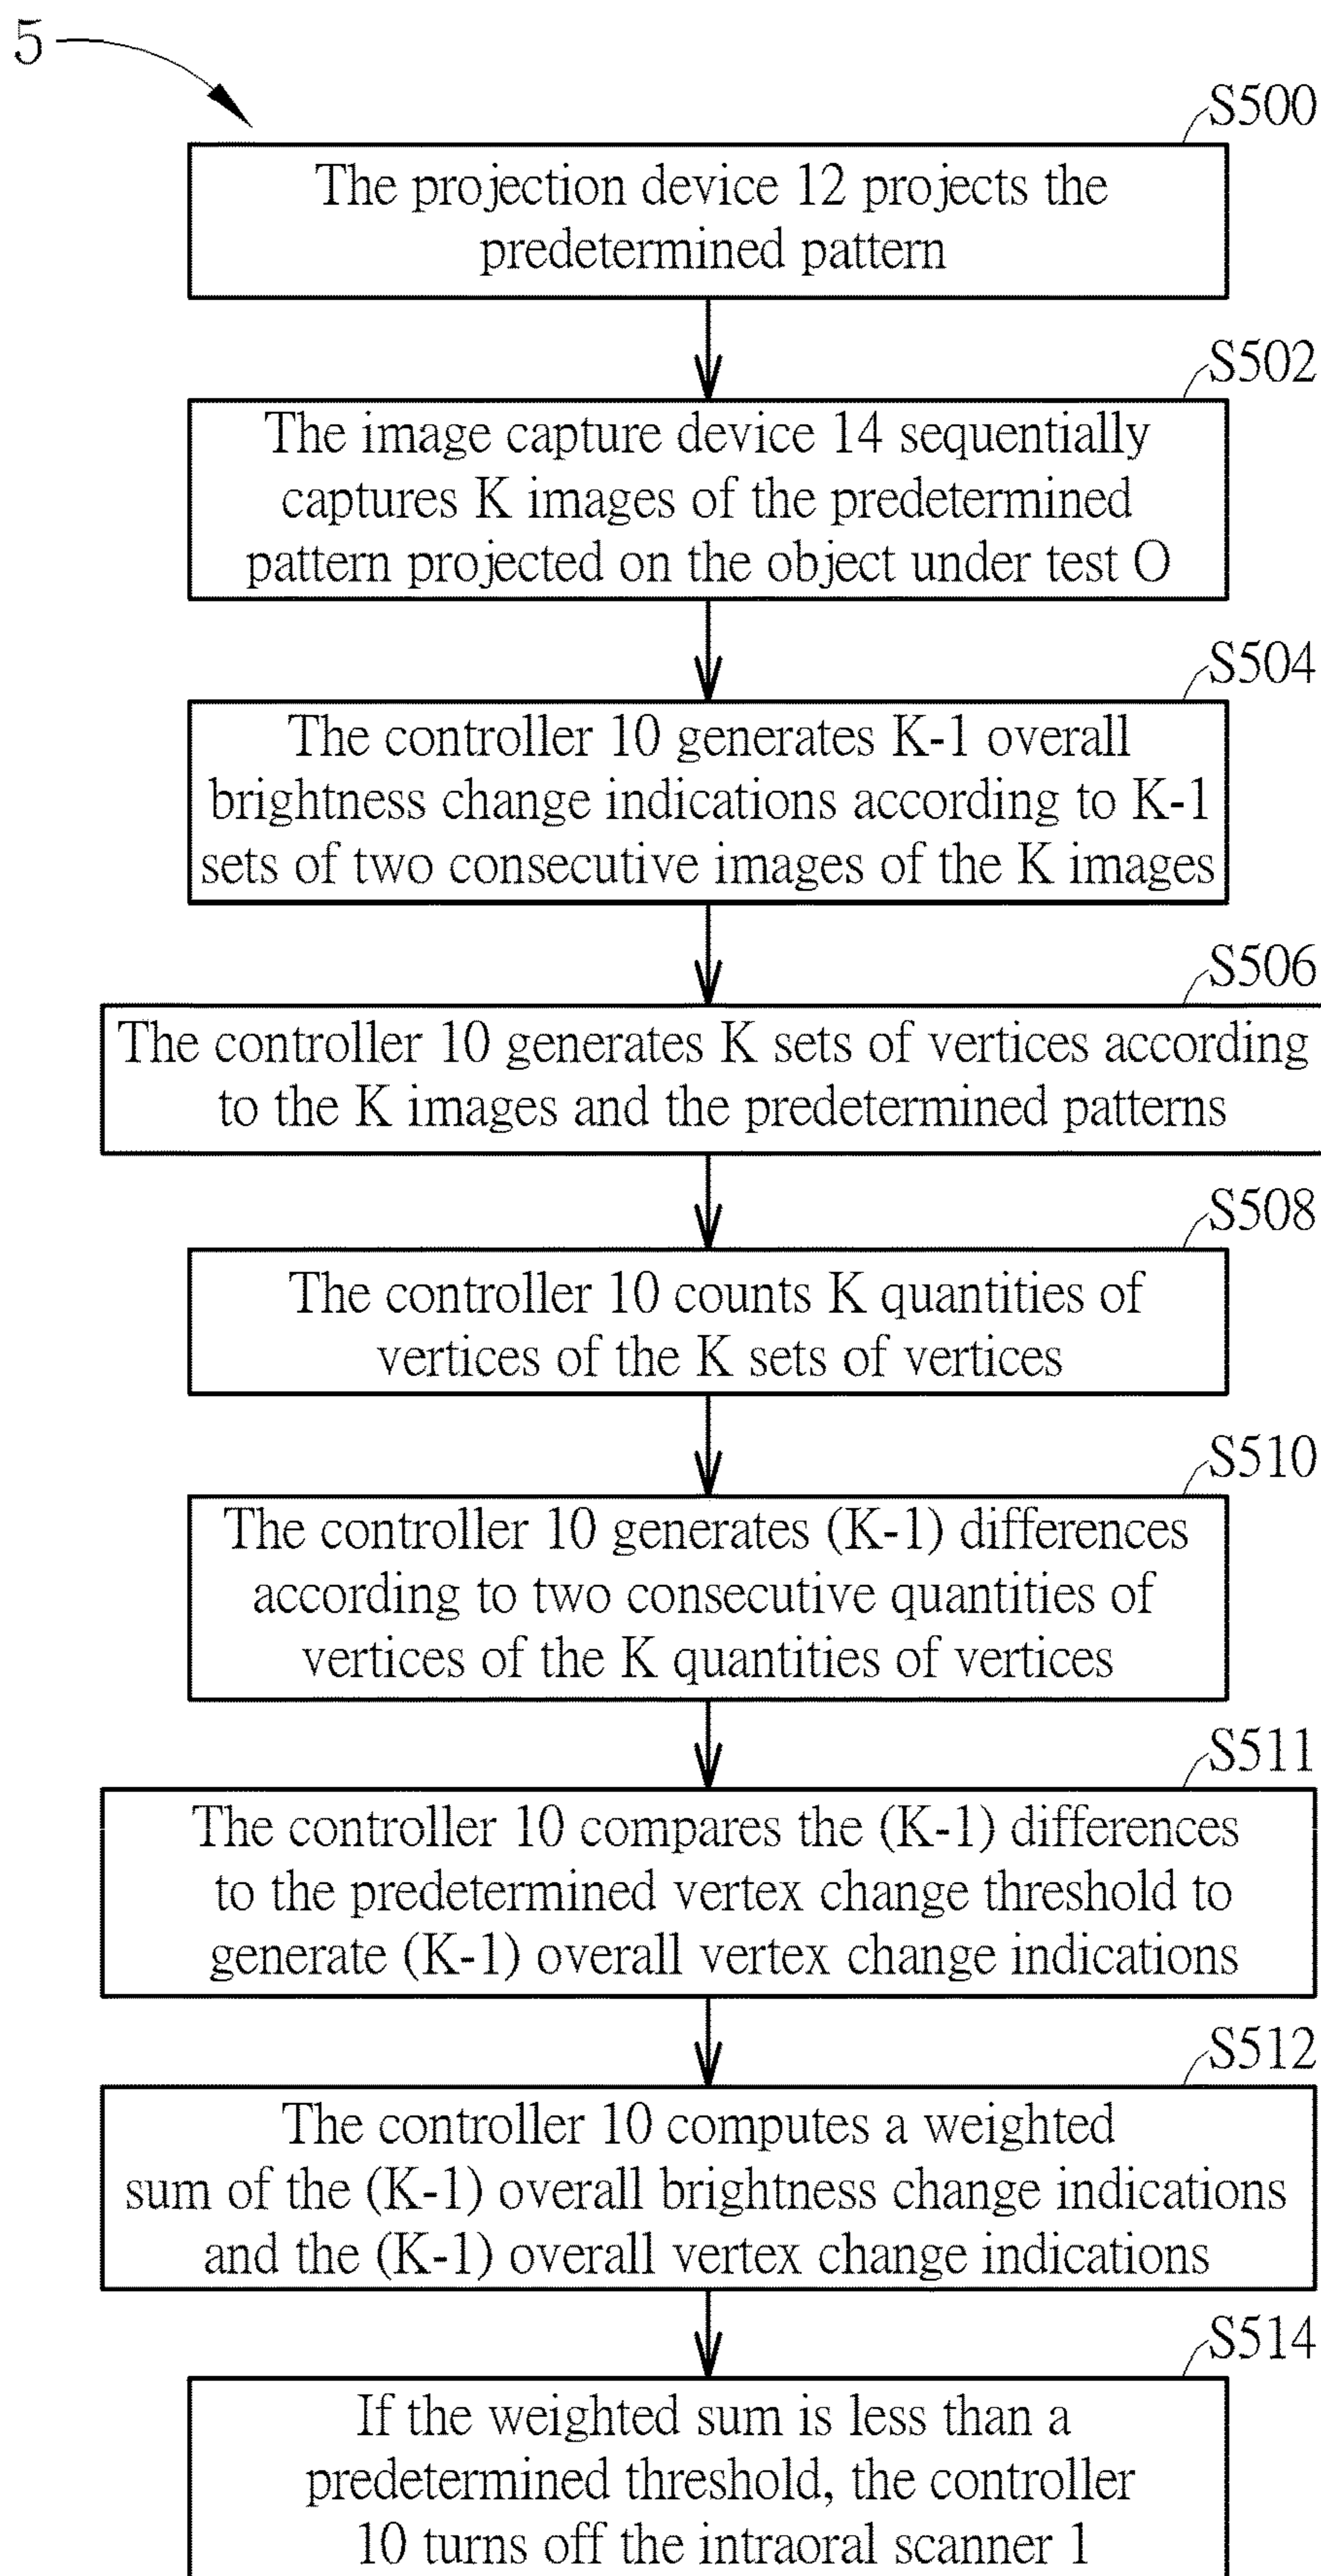 5
S500
The projection device 12 projects the
predetermined pattern
S502
The image capture device 14 sequentially
captures K images of the predetermined
pattern projected on the object under test O
S504
The controller 10 generates K-1 overall
brightness change indications according to K-1
sets of two consecutive images of the K images
S506
The controller 10 generates K sets of vertices according
to the K images and the predetermined patterns
S508
The controller 10 counts K quantities of
vertices of the K sets of vertices
S510
The controller 10 generates (K-1) differences
according to two consecutive quantities of
vertices of the K quantities of vertices
S511
The controller 10 compares the (K-1) differences
to the predetermined vertex change threshold to
generate (K-1) overall vertex change indications
S512
The controller 10 computes a weighted
sum of the (K-1) overall brightness change indications
and the (K-1) overall vertex change indications
S514
If the weighted sum is less than a
predetermined threshold, the controller
10 turns off the intraoral scanner 1